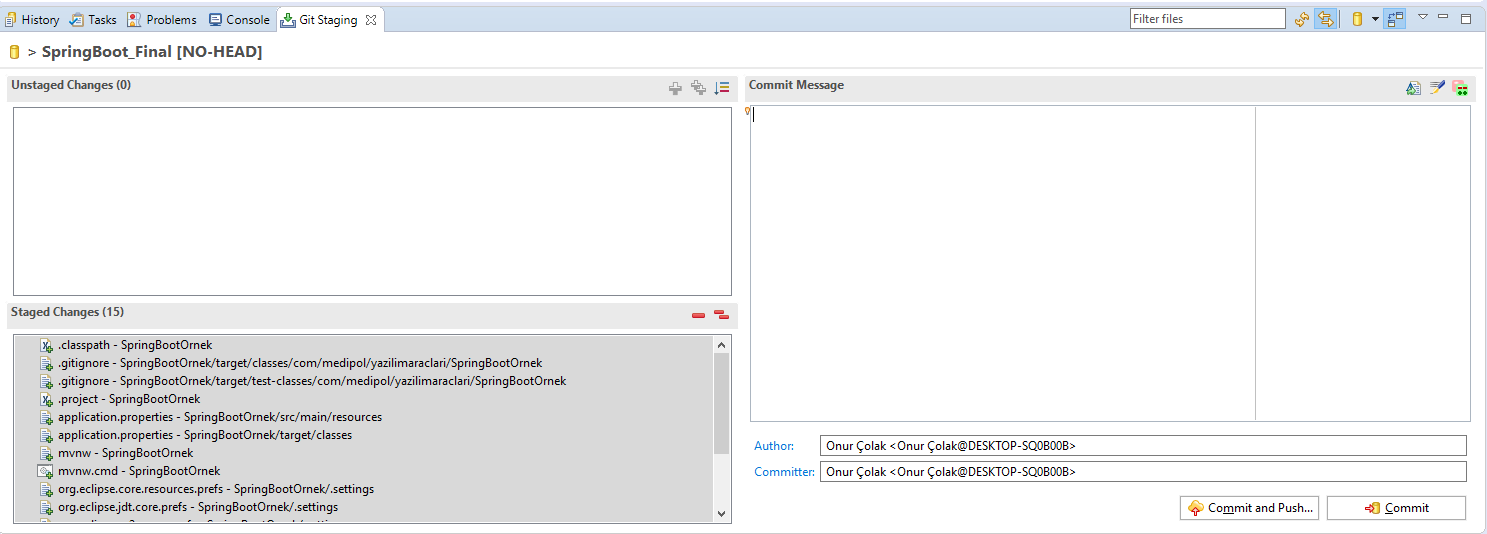 History Tasks Problems Console Git Staging Filter files
> SpringBoot_Final [NO-HEAD]
Unstaged Changes (0)
Staged Changes (15)
.classpath - SpringBootOrnek
.gitignore - SpringBootOrnek/target/classes/com/medipol/yazilimaraclari/SpringBootOrnek
.gitignore - SpringBootOrnek/target/test-classes/com/medipol/yazilimaraclari/SpringBootOrnek
.project - SpringBootOrnek
application.properties - SpringBootOrnek/src/main/resources
application.properties - SpringBootOrnek/target/classes
mvnw - SpringBootOrnek
mvnw.cmd - SpringBootOrnek
org.eclipse.core.resources.prefs - SpringBootOrnek/.settings
org.eclipse.jdt.core.prefs - SpringBootOrnek/.settings
Commit Message
Author: Onur Çolak <Onur Çolak@DESKTOP-SQ0B00B>
Committer: Onur Çolak <Onur Çolak@DESKTOP-SQ0B00B>
Commit and Push... Commit